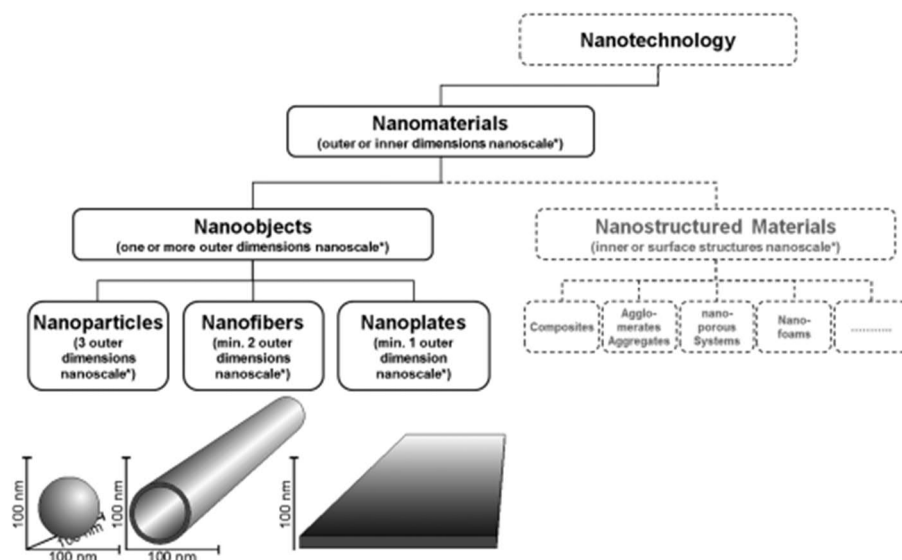 Nanotechnology
Nanomaterials
(outer or inner dimensions nanoscale*)
Nanoobjects
(one or more outer dimensions nanoscale*)
Nanostructured Materials
(inner or surface structures nanoscale*)
Nanoparticles
(3 outer
dimensions
nanoscale*)
Nanofibers
(min. 2 outer
dimensions
nanoscale*)
Nanoplates
(min. 1 outer
dimension
nanoscale*)
Composites
Agglo-
merates
Aggregates
nano-
porous
Systems
Nano-
foams
............
100 nm
100 nm
100 nm
100 nm
100 nm
100 nm